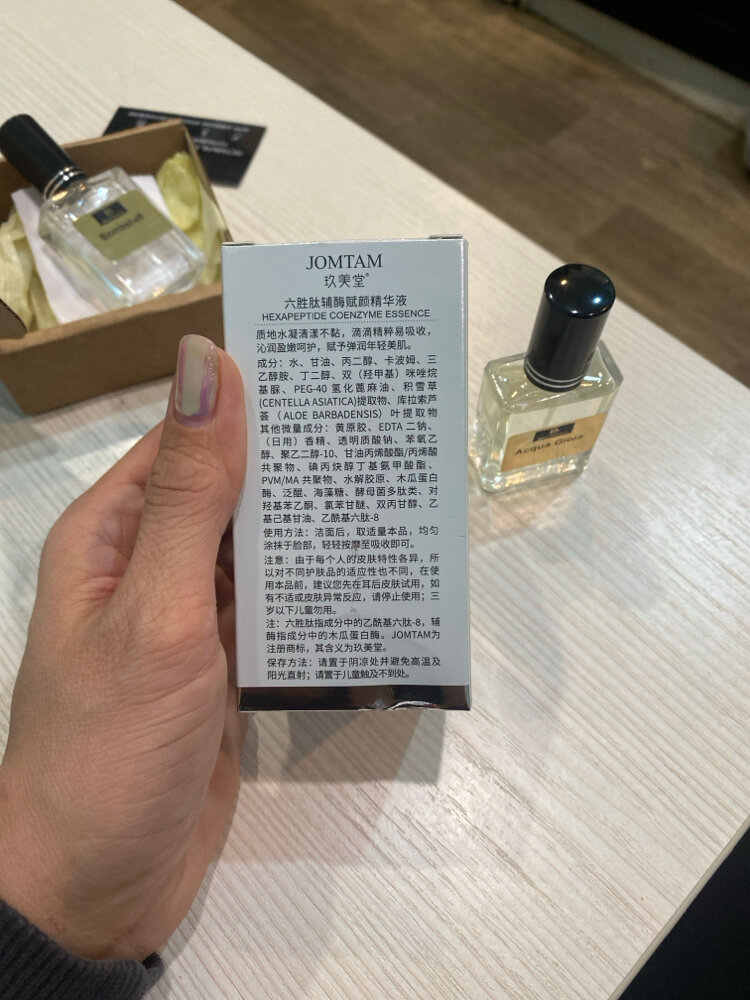 JOMTAM
玖美堂®
六胜肽辅酶赋颜精华液
HEXAPEPTIDE COENZYME ESSENCE
质地水凝清漾不黏，滴滴精粹易吸收，
沁润盈嫩呵护，赋予弹润年轻美肌。
成分：水、甘油、丙二醇、卡波姆、三
乙醇胺、丁二醇、双（羟甲基）咪唑烷
基脲、PEG-40 氢化蓖麻油、积雪草
(CENTELLA ASIATICA)提取物、库拉索芦
荟（ALOE BARBADENSIS）叶提取物
其他微量成分：黄原胶、EDTA 二钠、
（日用）香精、透明质酸钠、苯氧乙
醇、聚乙二醇-10、甘油丙烯酸酯/丙烯酸
共聚物、碘丙炔醇丁基氨甲酸酯、
PVM/MA 共聚物、水解胶原、木瓜蛋白
酶、泛醌、海藻糖、酵母菌多肽类、对
羟基苯乙酮、氯苯甘醚、双丙甘醇、乙
基己基甘油、乙酰基六肽-8
使用方法：洁面后，取适量本品，均匀
涂抹于脸部，轻轻按摩至吸收即可。
注意：由于每个人的皮肤特性各异，所
以对不同护肤品的适应性也不同，在使
用本品前，建议您先在耳后皮肤试用，如
有不适或皮肤异常反应，请停止使用；三
岁以下儿童勿用。
注：六胜肽指成分中的乙酰基六肽-8，辅
酶指成分中的木瓜蛋白酶。JOMTAM为
注册商标，其含义为玖美堂。
保存方法：请置于阴凉处并避免高温及
阳光直射；请置于儿童触及不到处。
Bombshell
Acqua Gioia